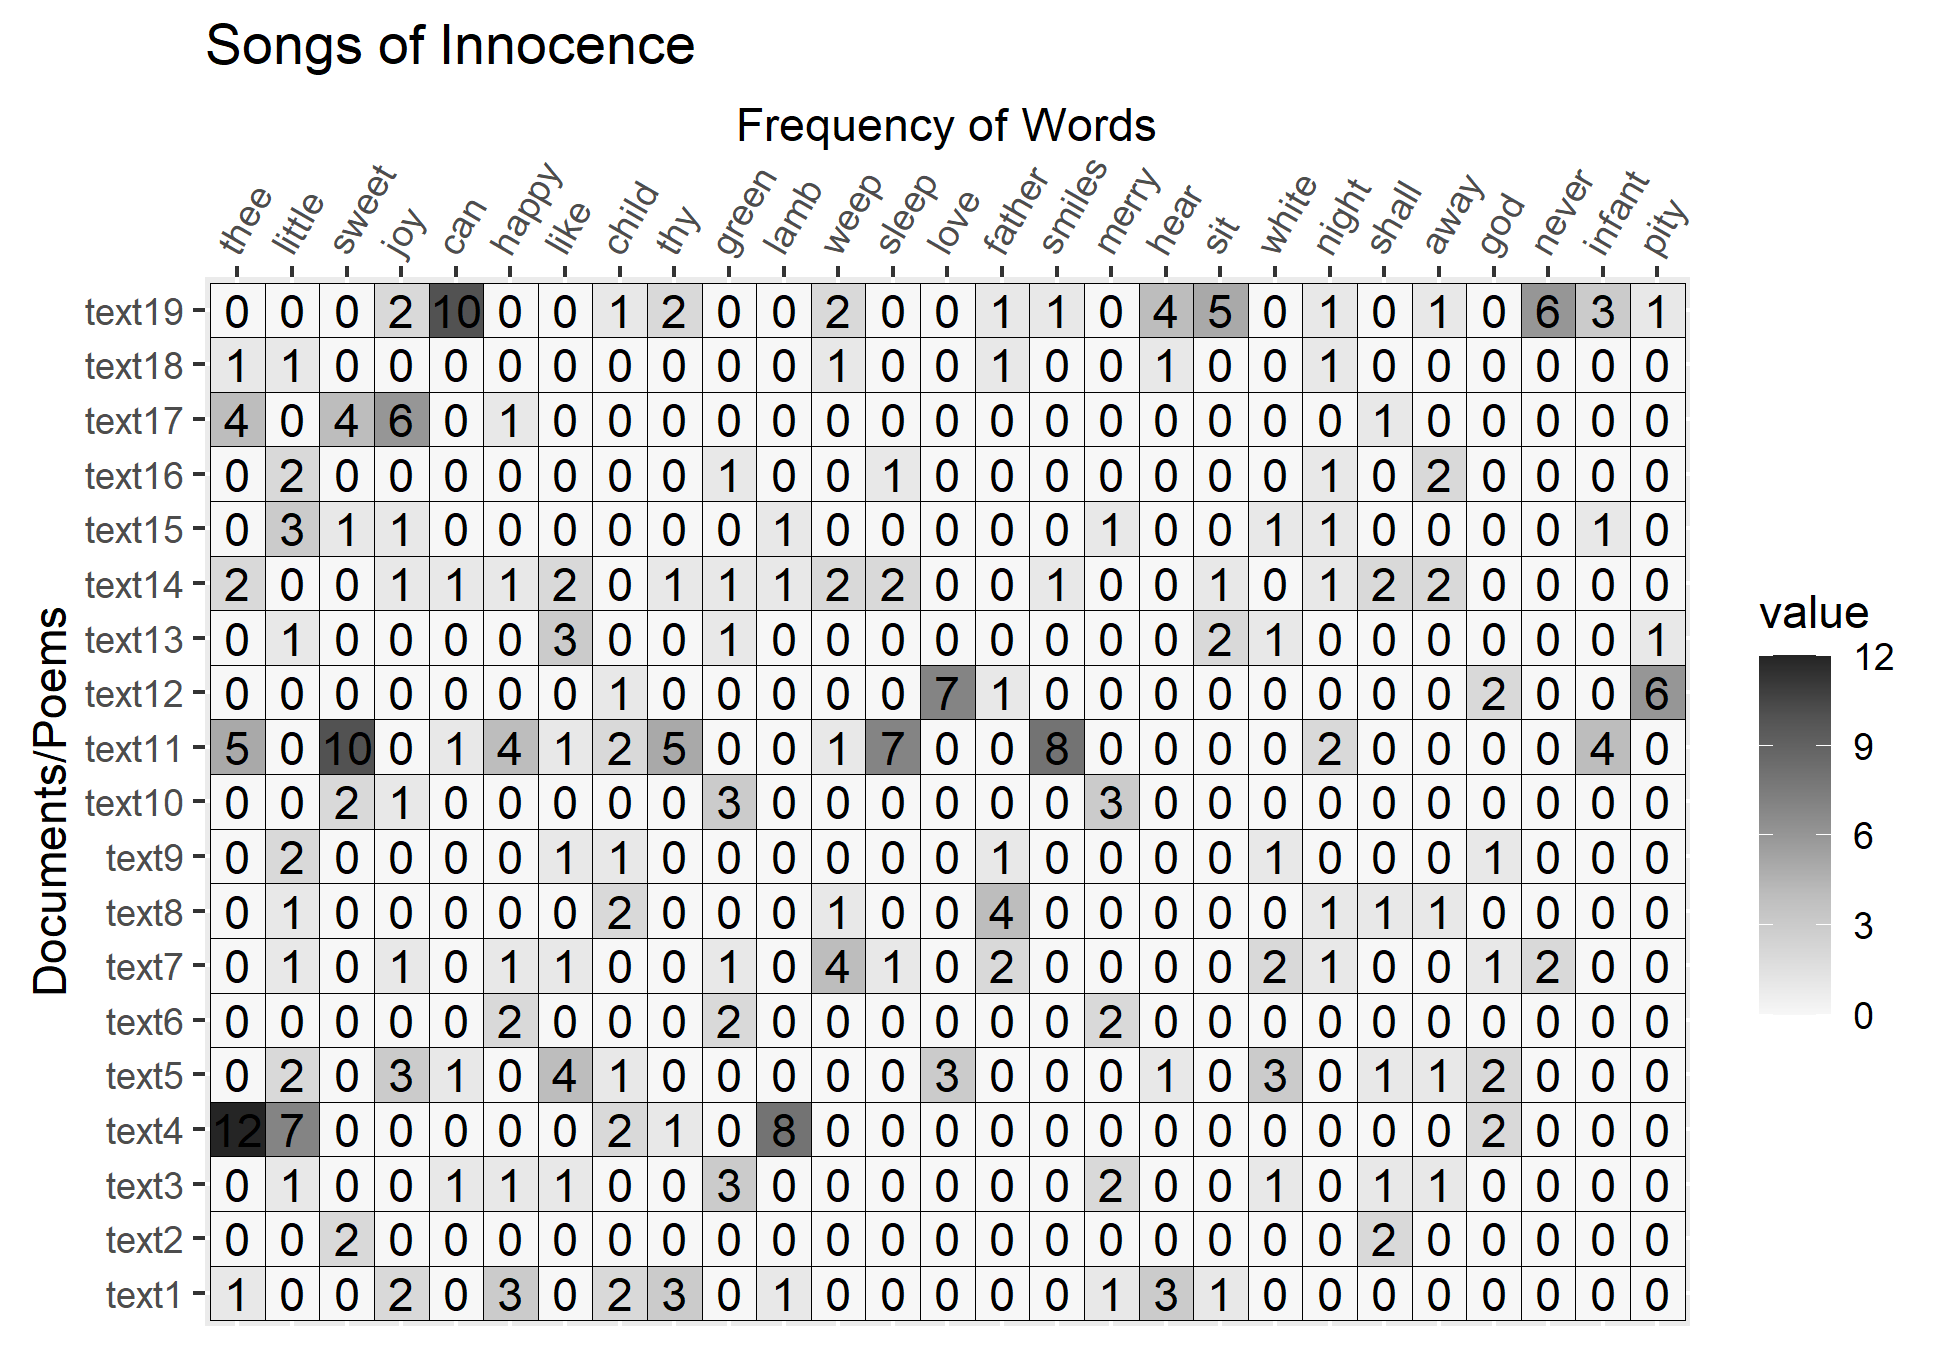 Songs of Innocence
Frequency of Words
thee little sweet joy can happy like child thy green lamb weep sleep love father smiles merry hear sit white night shall away god never infant pity
text19 0 0 0 2 10 0 0 1 2 0 0 2 0 0 1 1 0 4 5 0 1 0 1 0 6 3 1
text18 1 1 0 0 0 0 0 0 0 0 0 1 0 0 1 0 0 1 0 0 1 0 0 0 0 0 0
text17 4 0 4 6 0 1 0 0 0 0 0 0 0 0 0 0 0 0 0 0 0 1 0 0 0 0 0
text16 0 2 0 0 0 0 0 0 0 1 0 0 1 0 0 0 0 0 0 0 1 0 2 0 0 0 0
text15 0 3 1 1 0 0 0 0 0 0 1 0 0 0 0 0 1 0 0 1 1 0 0 0 0 1 0
text14 2 0 0 1 1 1 2 0 1 1 1 2 2 0 0 1 0 0 1 0 1 2 2 0 0 0 0
text13 0 1 0 0 0 0 3 0 0 1 0 0 0 0 0 0 0 0 2 1 0 0 0 0 0 0 1
text12 0 0 0 0 0 0 0 1 0 0 0 0 0 7 1 0 0 0 0 0 0 0 0 2 0 0 6
text11 5 0 10 0 1 4 1 2 5 0 0 1 7 0 0 8 0 0 0 0 2 0 0 0 0 4 0
text10 0 0 2 1 0 0 0 0 0 3 0 0 0 0 0 0 3 0 0 0 0 0 0 0 0 0 0
text9 0 2 0 0 0 0 1 1 0 0 0 0 0 0 1 0 0 0 0 1 0 0 0 1 0 0 0
text8 0 1 0 0 0 0 0 2 0 0 0 1 0 0 4 0 0 0 0 0 1 1 1 0 0 0 0
text7 0 1 0 1 0 1 1 0 0 1 0 4 1 0 2 0 0 0 0 2 1 0 0 1 2 0 0
text6 0 0 0 0 0 2 0 0 0 2 0 0 0 0 0 0 2 0 0 0 0 0 0 0 0 0 0
text5 0 2 0 3 1 0 4 1 0 0 0 0 0 3 0 0 0 1 0 3 0 1 1 2 0 0 0
text4 12 7 0 0 0 0 0 2 1 0 8 0 0 0 0 0 0 0 0 0 0 0 0 2 0 0 0
text3 0 1 0 0 1 1 1 0 0 3 0 0 0 0 0 0 2 0 0 1 0 1 1 0 0 0 0
text2 0 0 2 0 0 0 0 0 0 0 0 0 0 0 0 0 0 0 0 0 0 2 0 0 0 0 0
text1 1 0 0 2 0 3 0 2 3 0 1 0 0 0 0 0 1 3 1 0 0 0 0 0 0 0 0
Documents/Poems
value
12
9
6
3
0